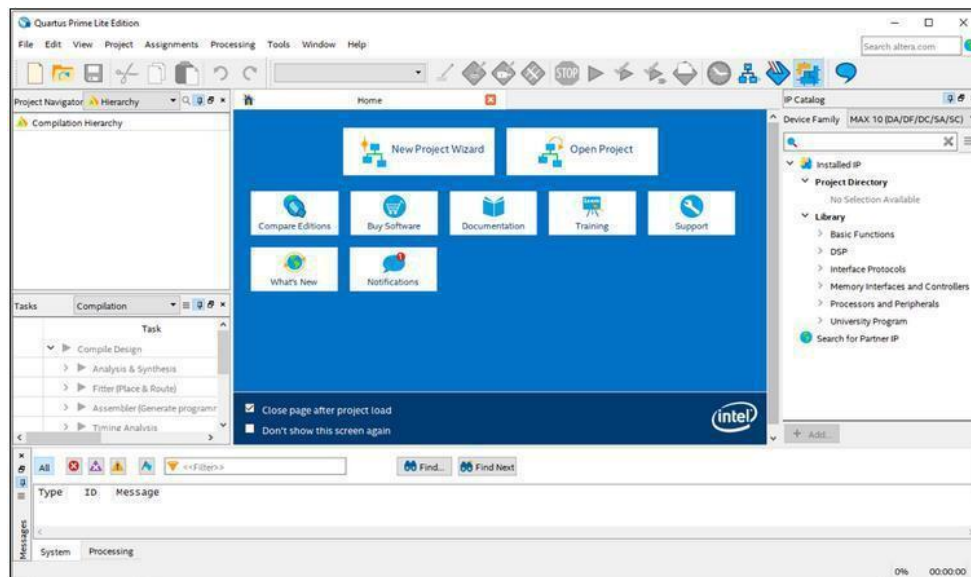 Quartus Prime Lite Edition
File Edit View Project Assignments Processing Tools Window Help
Search altera.com
STOP
Project Navigator Hierarchy
Compilation Hierarchy
Home
New Project Wizard
Open Project
Compare Editions
Buy Software
Documentation
Training
Support
What's New
1
Notifications
Close page after project load
Don't show this screen again
intel
IP Catalog
Device Family MAX 10 (DA/DF/DC/SA/SC)
Installed IP
Project Directory
No Selection Available
Library
Basic Functions
DSP
Interface Protocols
Memory Interfaces and Controllers
Processors and Peripherals
University Program
Search for Partner IP
+ Add...
Tasks Compilation
Task
Compile Design
Analysis & Synthesis
Fitter (Place & Route)
Assembler (Generate programr
Timing Analysis
All <<Filter>> Find... Find Next
Type ID Message
Messages
System Processing
0% 00:00:00